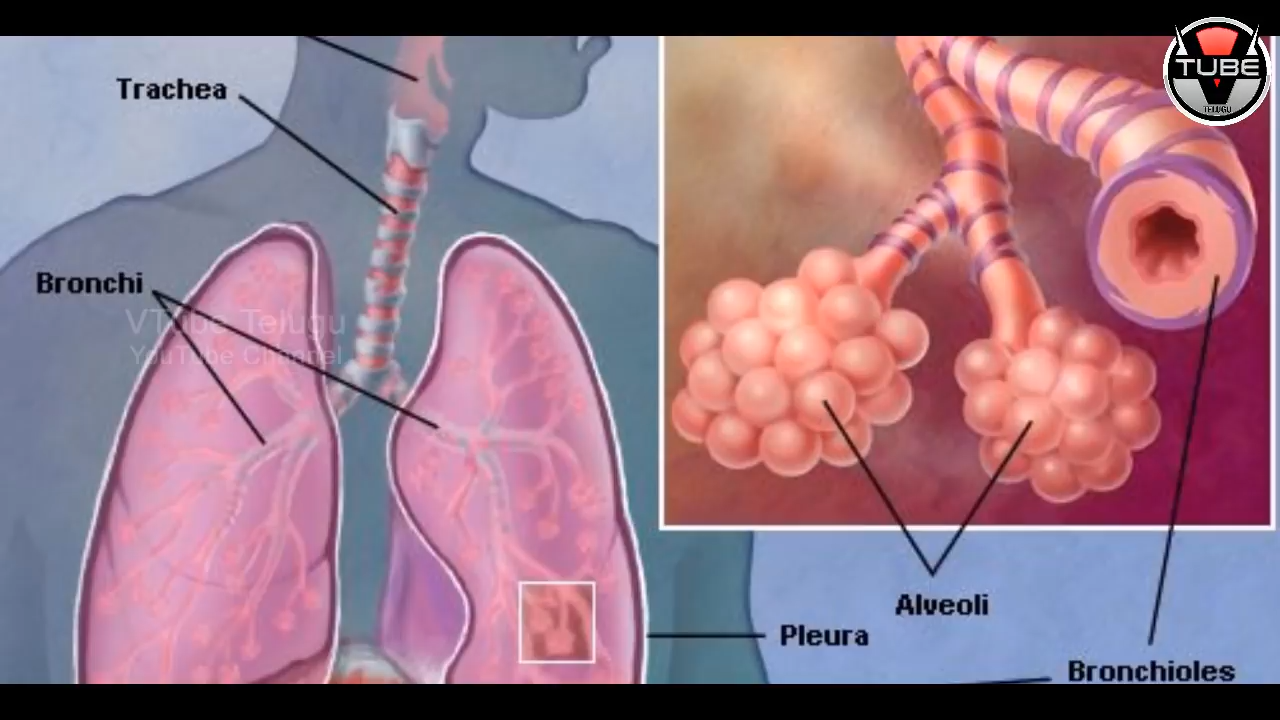 TUBE
TELUGU
Trachea
Bronchi
VTube Telugu
YouTube Channel
Alveoli
Pleura
Bronchioles